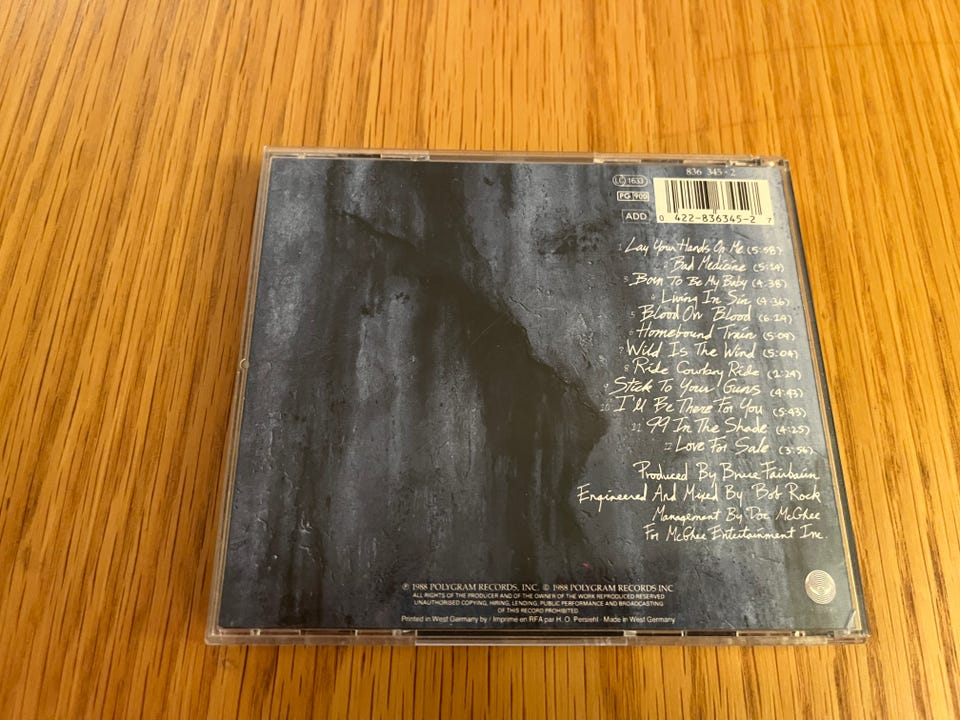 836 345-2
LC 1633
PG 900
ADD
0 422-836345-2 7
1 Lay Your Hands On Me (5:58)
2 Bad Medicine (5:14)
3 Born To Be My Baby (4:38)
4 Living In Sin (4:36)
5 Blood On Blood (6:14)
6 Homebound Train (5:09)
7 Wild Is The Wind (5:04)
8 Ride Cowboy Ride (2:24)
9 Stick To Your Guns (4:43)
10 I'll Be There For You (5:43)
11 99 In The Shade (4:25)
12 Love For Sale (3:56)
Produced By Bruce Fairbairn
Engineered And Mixed By Bob Rock
Management By Doc McGhee
For McGhee Entertainment Inc.
℗ 1988 POLYGRAM RECORDS, INC. © 1988 POLYGRAM RECORDS INC
ALL RIGHTS OF THE PRODUCER AND OF THE OWNER OF THE WORK REPRODUCED RESERVED
UNAUTHORISED COPYING, HIRING, LENDING, PUBLIC PERFORMANCE AND BROADCASTING
OF THIS RECORD PROHIBITED
Printed in West Germany by / Imprimé en RFA par H. O. Persiehl · Made in West Germany